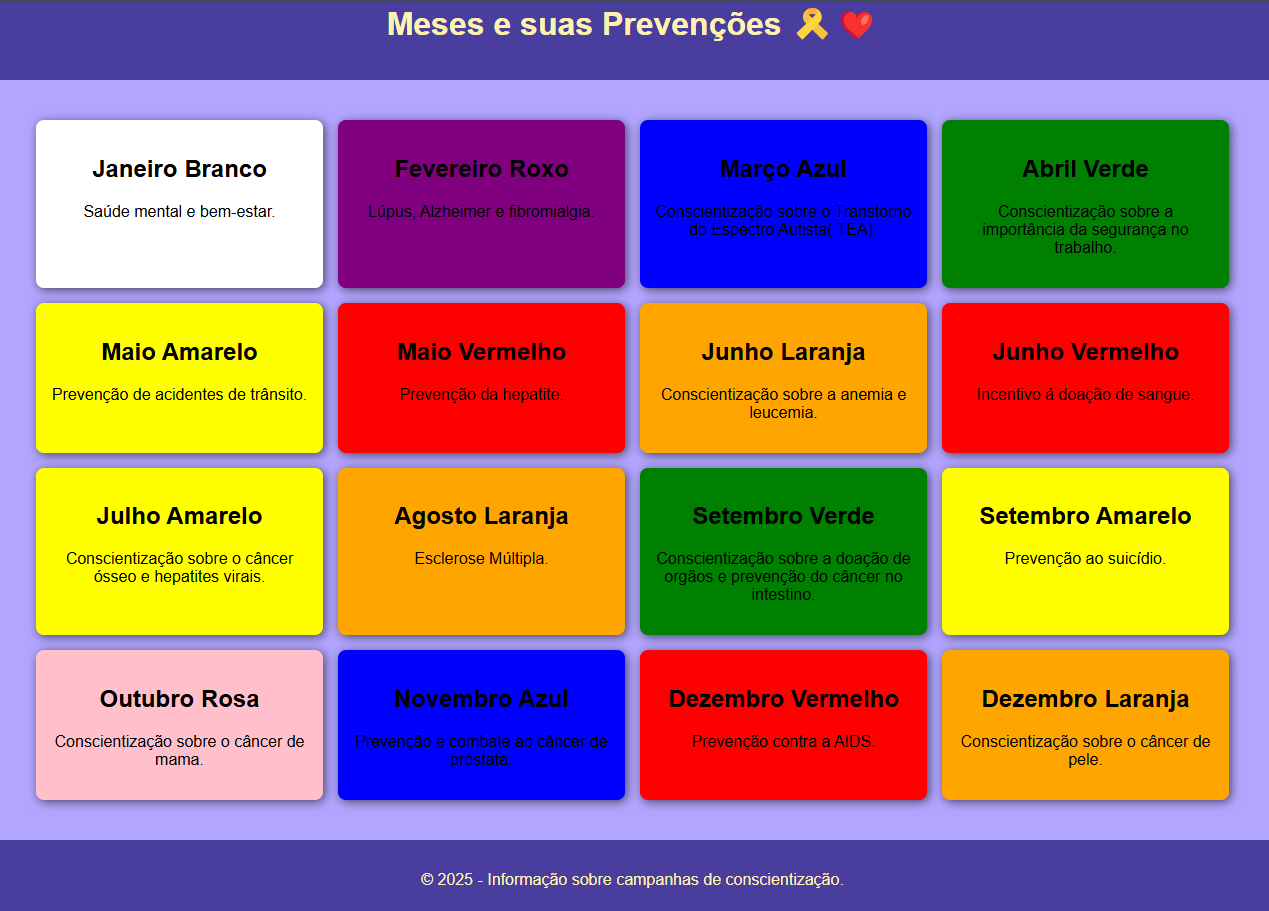 Meses e suas Prevenções 🎗️ ❤️
Janeiro Branco
Saúde mental e bem-estar.
Fevereiro Roxo
Lúpus, Alzheimer e fibromialgia.
Março Azul
Conscientização sobre o Transtorno
do Espectro Autista( TEA).
Abril Verde
Conscientização sobre a
importância da segurança no
trabalho.
Maio Amarelo
Prevenção de acidentes de trânsito.
Maio Vermelho
Prevenção da hepatite.
Junho Laranja
Conscientização sobre a anemia e
leucemia.
Junho Vermelho
Incentivo á doação de sangue.
Julho Amarelo
Conscientização sobre o câncer
ósseo e hepatites virais.
Agosto Laranja
Esclerose Múltipla.
Setembro Verde
Conscientização sobre a doação de
orgãos e prevenção do câncer no
intestino.
Setembro Amarelo
Prevenção ao suicídio.
Outubro Rosa
Conscientização sobre o câncer de
mama.
Novembro Azul
Prevenção e combate ao câncer de
próstata.
Dezembro Vermelho
Prevenção contra a AIDS.
Dezembro Laranja
Conscientização sobre o câncer de
pele.
© 2025 - Informação sobre campanhas de conscientização.